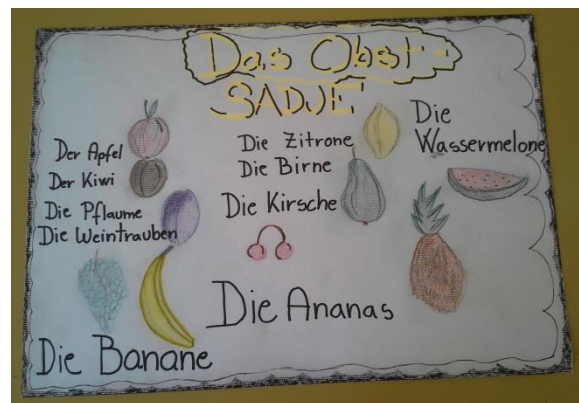 Das Obst -
SADJE
Der Apfel
Der Kiwi
Die Pflaume
Die Weintrauben
Die Banane
Die Zitrone
Die Birne
Die Kirsche
Die Ananas
Die
Wassermelone